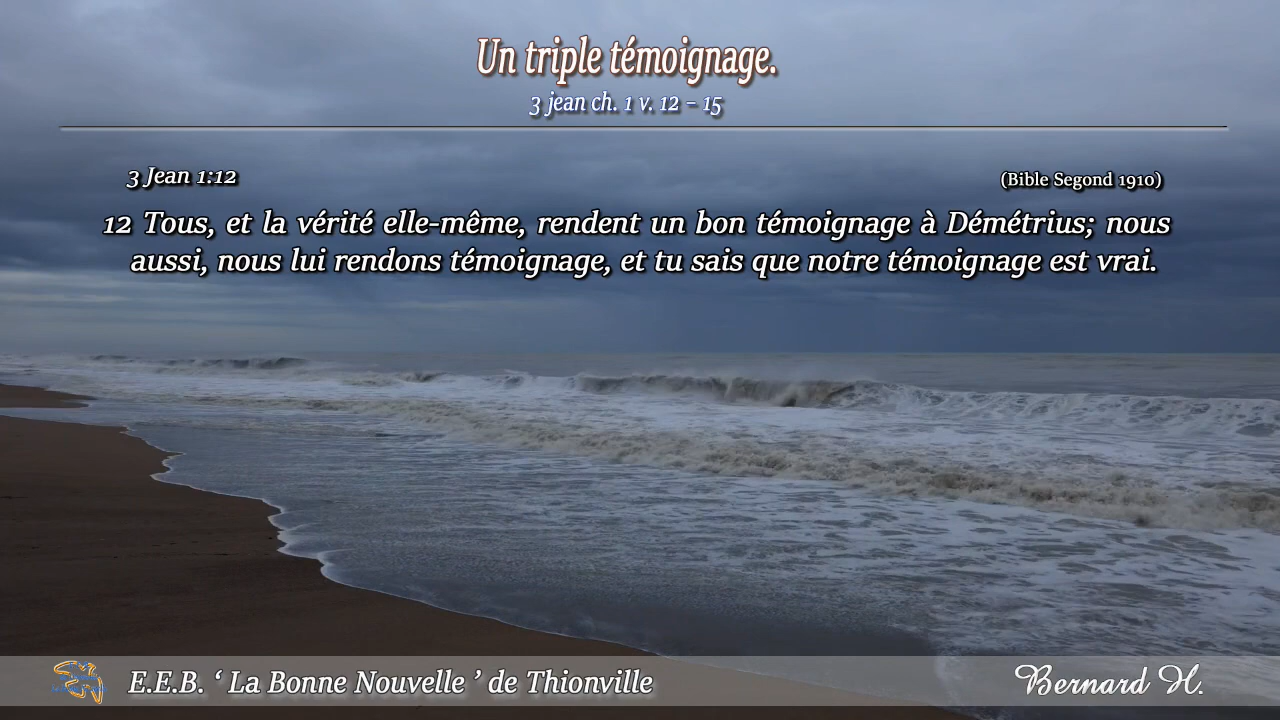 Un triple témoignage.
3 jean ch. 1 v. 12 – 15
3 Jean 1:12
(Bible Segond 1910)
12 Tous, et la vérité elle-même, rendent un bon témoignage à Démétrius; nous
aussi, nous lui rendons témoignage, et tu sais que notre témoignage est vrai.
E.E.B. ‘ La Bonne Nouvelle ’ de Thionville
Bernard H.